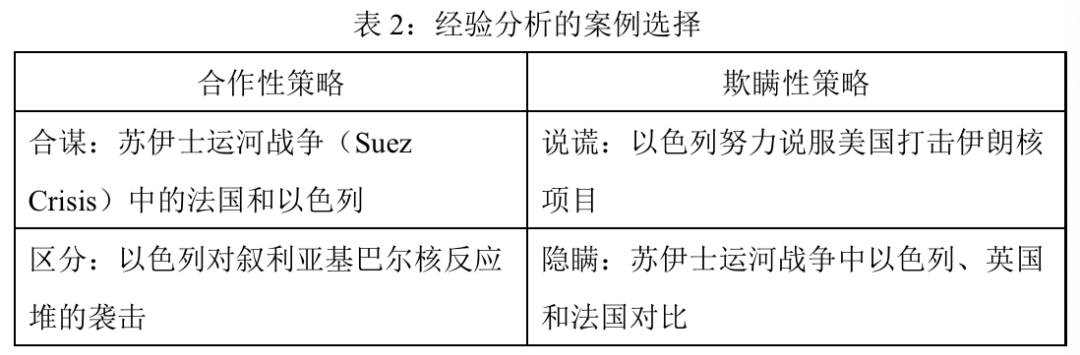 表 2：经验分析的案例选择
合作性策略
欺瞒性策略
合谋：苏伊士运河战争（Suez
Crisis）中的法国和以色列
说谎：以色列努力说服美国打击伊朗核
项目
区分：以色列对叙利亚基巴尔核反应
堆的袭击
隐瞒：苏伊士运河战争中以色列、英国
和法国对比